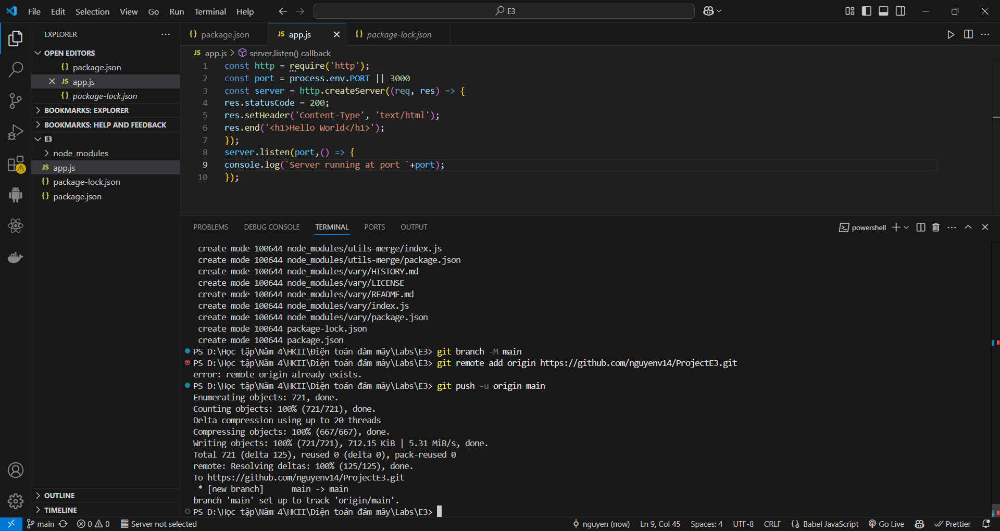 File Edit Selection View Go Run Terminal Help
E3
EXPLORER
OPEN EDITORS
{} package.json
JS app.js
{} package-lock.json
BOOKMARKS: EXPLORER
BOOKMARKS: HELP AND FEEDBACK
E3
node_modules
JS app.js
{} package-lock.json
{} package.json
OUTLINE
TIMELINE
{} package.json JS app.js {} package-lock.json
JS app.js > server.listen() callback
1 const http = require('http');
2 const port = process.env.PORT || 3000
3 const server = http.createServer((req, res) => {
4 res.statusCode = 200;
5 res.setHeader('Content-Type', 'text/html');
6 res.end('<h1>Hello World</h1>');
7 });
8 server.listen(port,() => {
9 console.log(`Server running at port `+port);
10 });
PROBLEMS DEBUG CONSOLE TERMINAL PORTS OUTPUT
powershell
create mode 100644 node_modules/utils-merge/index.js
create mode 100644 node_modules/utils-merge/package.json
create mode 100644 node_modules/vary/HISTORY.md
create mode 100644 node_modules/vary/LICENSE
create mode 100644 node_modules/vary/README.md
create mode 100644 node_modules/vary/index.js
create mode 100644 node_modules/vary/package.json
create mode 100644 package-lock.json
create mode 100644 package.json
PS D:\Học tập\Năm 4\HKII\Điện toán đám mây\Labs\E3> git branch -M main
PS D:\Học tập\Năm 4\HKII\Điện toán đám mây\Labs\E3> git remote add origin https://github.com/nguyenv14/ProjectE3.git
error: remote origin already exists.
PS D:\Học tập\Năm 4\HKII\Điện toán đám mây\Labs\E3> git push -u origin main
Enumerating objects: 721, done.
Counting objects: 100% (721/721), done.
Delta compression using up to 20 threads
Compressing objects: 100% (667/667), done.
Writing objects: 100% (721/721), 712.15 KiB | 5.31 MiB/s, done.
Total 721 (delta 125), reused 0 (delta 0), pack-reused 0
remote: Resolving deltas: 100% (125/125), done.
To https://github.com/nguyenv14/ProjectE3.git
* [new branch] main -> main
branch 'main' set up to track 'origin/main'.
PS D:\Học tập\Năm 4\HKII\Điện toán đám mây\Labs\E3>
main 0 0 Server not selected nguyen (now) Ln 9, Col 45 Spaces: 4 UTF-8 CRLF Babel JavaScript Go Live Prettier